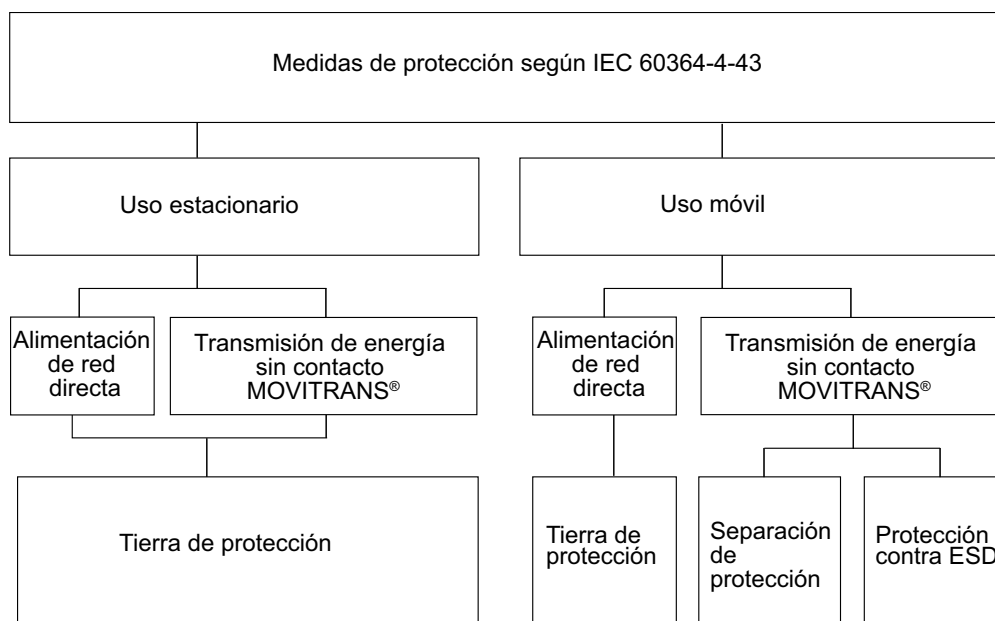 Medidas de protección según IEC 60364-4-43
Uso estacionario
Uso móvil
Alimentación
de red
directa
Transmisión de energía
sin contacto
MOVITRANS®
Alimentación
de red
directa
Transmisión de energía
sin contacto
MOVITRANS®
Tierra de protección
Tierra de
protección
Separación
de
protección
Protección
contra ESD